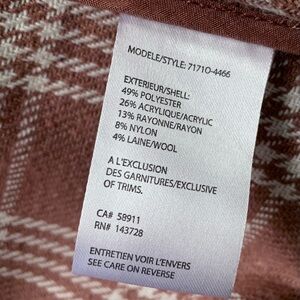 MODELE/STYLE: 71710-4466
EXTERIEUR/SHELL:
49% POLYESTER
26% ACRYLIQUE/ACRYLIC
13% RAYONNE/RAYON
8% NYLON
4% LAINE/WOOL
A L'EXCLUSION
DES GARNITURES/EXCLUSIVE
OF TRIMS.
CA# 58911
RN# 143728
ENTRETIEN VOIR L'ENVERS
SEE CARE ON REVERSE